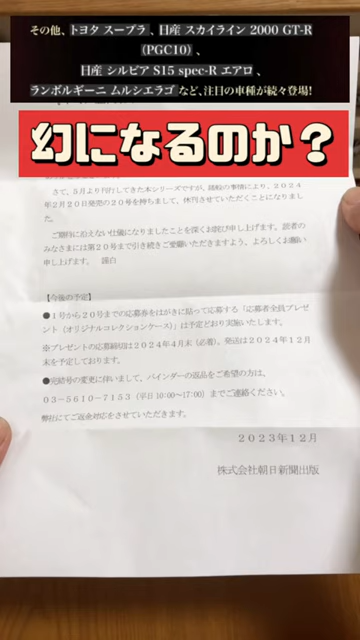 その他、トヨタ スープラ 、日産 スカイライン 2000 GT-R
(PGC10) 、
日産 シルビア S15 spec-R エアロ 、
ランボルギーニ ムルシエラゴ など、注目の車種が続々登場!
幻になるのか？
さて、5月より刊行してきた本シリーズですが、諸般の事情により、2024
年2月20日発売の20号を持ちまして、休刊させていただくことになりまし
た。
ご期待に沿えない仕儀になりましたことを深くお詫び申し上げます。読者の
みなさまには第20号まで引き続きご愛顧いただきますよう、よろしくお願い
申し上げます。　謹白
【今後の予定】
●1号から20号までの応募券をはがきに貼って応募する「応募者全員プレゼ
ント（オリジナルコレクションケース）」は予定どおり実施いたします。
※プレゼントの応募締切は2024年4月末（必着）。発送は2024年12月
末を予定しております。
●完結号の変更に伴いまして、バインダーの返品をご希望の方は、
03-5610-7153（平日 10:00～17:00）までご連絡ください。
弊社にてご返金対応をさせていただきます。
2023年12月
株式会社朝日新聞出版